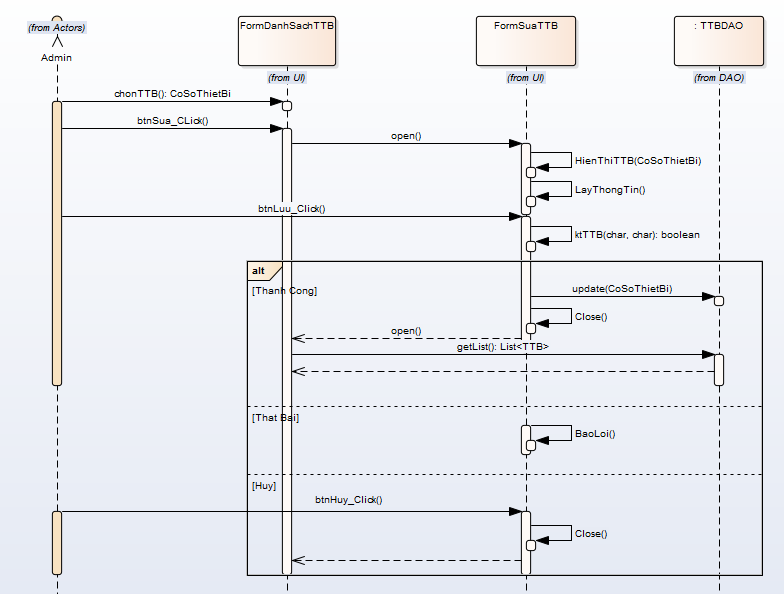 (from Actors)
Admin
FormDanhSachTTB
(from UI)
FormSuaTTB
(from UI)
: TTBDAO
(from DAO)
chonTTB(): CoSoThietBi
btnSua_CLick()
open()
HienThiTTB(CoSoThietBi)
LayThongTin()
btnLuu_Click()
ktTTB(char, char): boolean
alt
[Thanh Cong]
update(CoSoThietBi)
Close()
open()
getList(): List<TTB>
[That Bai]
BaoLoi()
[Huy]
btnHuy_Click()
Close()